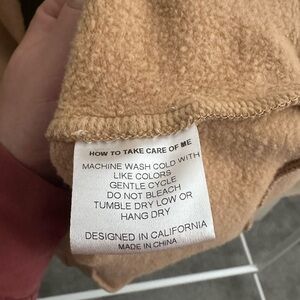 HOW TO TAKE CARE OF ME
MACHINE WASH COLD WITH
LIKE COLORS
GENTLE CYCLE
DO NOT BLEACH
TUMBLE DRY LOW OR
HANG DRY
DESIGNED IN CALIFORNIA
MADE IN CHINA